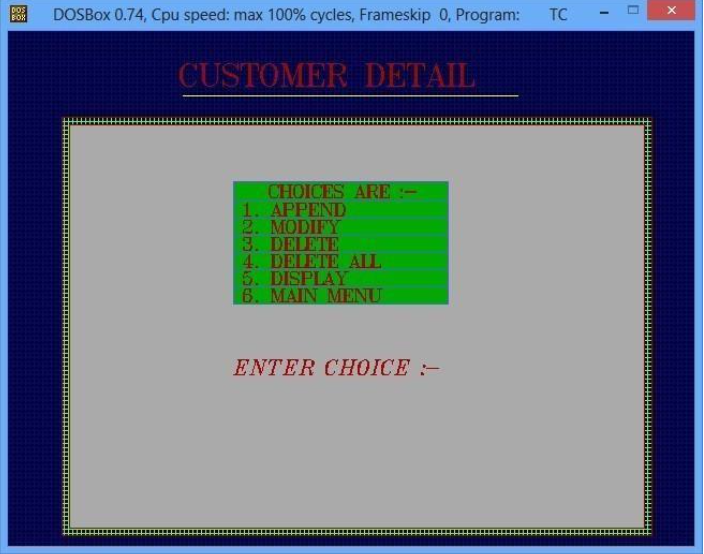 DOS
BOX
DOSBox 0.74, Cpu speed: max 100% cycles, Frameskip 0, Program: TC
CUSTOMER DETAIL
CHOICES ARE :-
1. APPEND
2. MODIFY
3. DELETE
4. DELETE ALL
5. DISPLAY
6. MAIN MENU
ENTER CHOICE :-